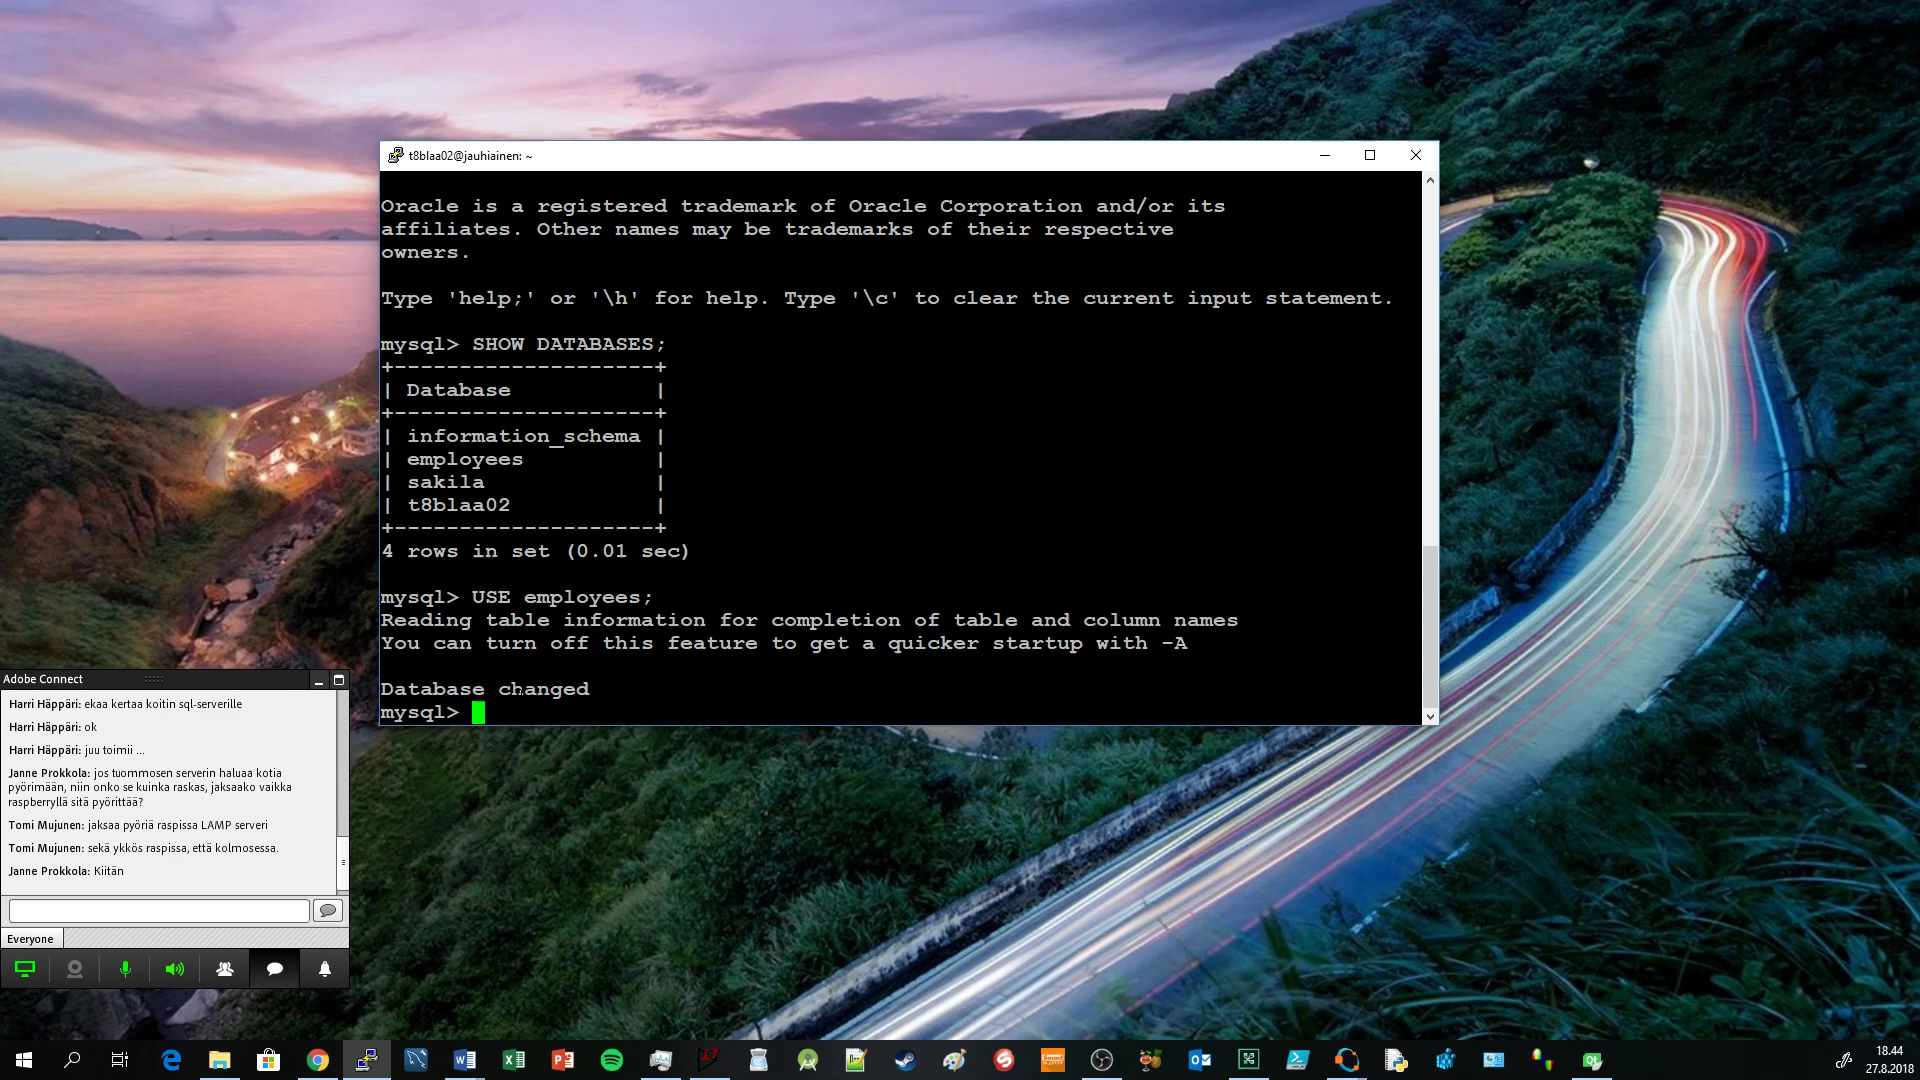 t8blaa02@jauhiainen: ~
Oracle is a registered trademark of Oracle Corporation and/or its
affiliates. Other names may be trademarks of their respective
owners.
Type 'help;' or '\h' for help. Type '\c' to clear the current input statement.
mysql> SHOW DATABASES;
+--------------------+
| Database           |
+--------------------+
| information_schema |
| employees          |
| sakila             |
| t8blaa02           |
+--------------------+
4 rows in set (0.01 sec)
mysql> USE employees;
Reading table information for completion of table and column names
You can turn off this feature to get a quicker startup with -A
Database changed
mysql>
Adobe Connect
Harri Häppäri: ekaa kertaa koitin sql-serverille
Harri Häppäri: ok
Harri Häppäri: juu toimii ...
Janne Prokkola: jos tuommosen serverin haluaa kotia
pyörimään, niin onko se kuinka raskas, jaksaako vaikka
raspberryllä sitä pyörittää?
Tomi Mujunen: jaksaa pyöriä raspissa LAMP serveri
Tomi Mujunen: sekä ykkös raspissa, että kolmosessa.
Janne Prokkola: Kiitän
Everyone
18.44
27.8.2018